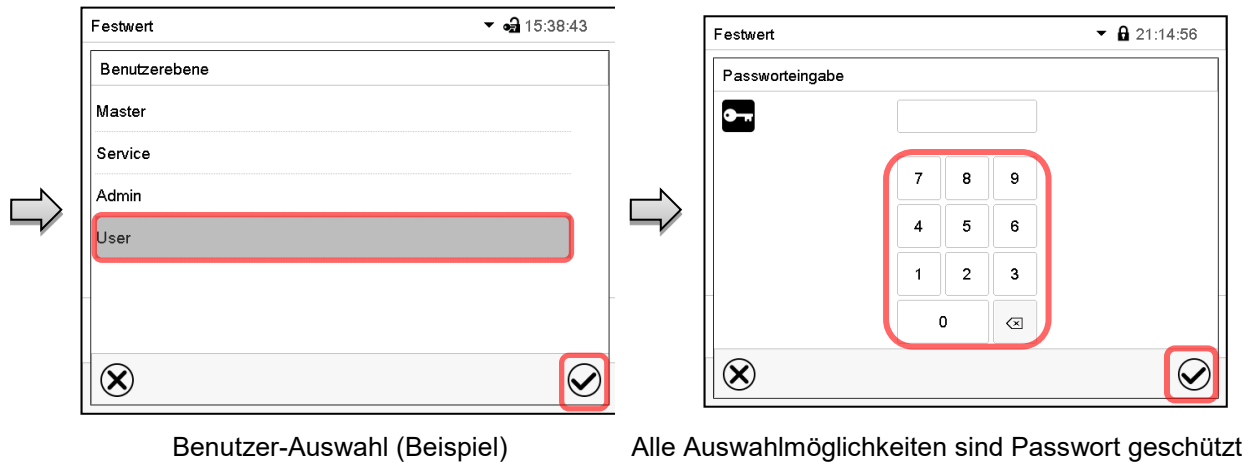 Festwert
15:38:43
Benutzerebene
Master
Service
Admin
User
Benutzer-Auswahl (Beispiel)
Festwert
21:14:56
Passworteingabe
7 8 9
4 5 6
1 2 3
0
Alle Auswahlmöglichkeiten sind Passwort geschützt